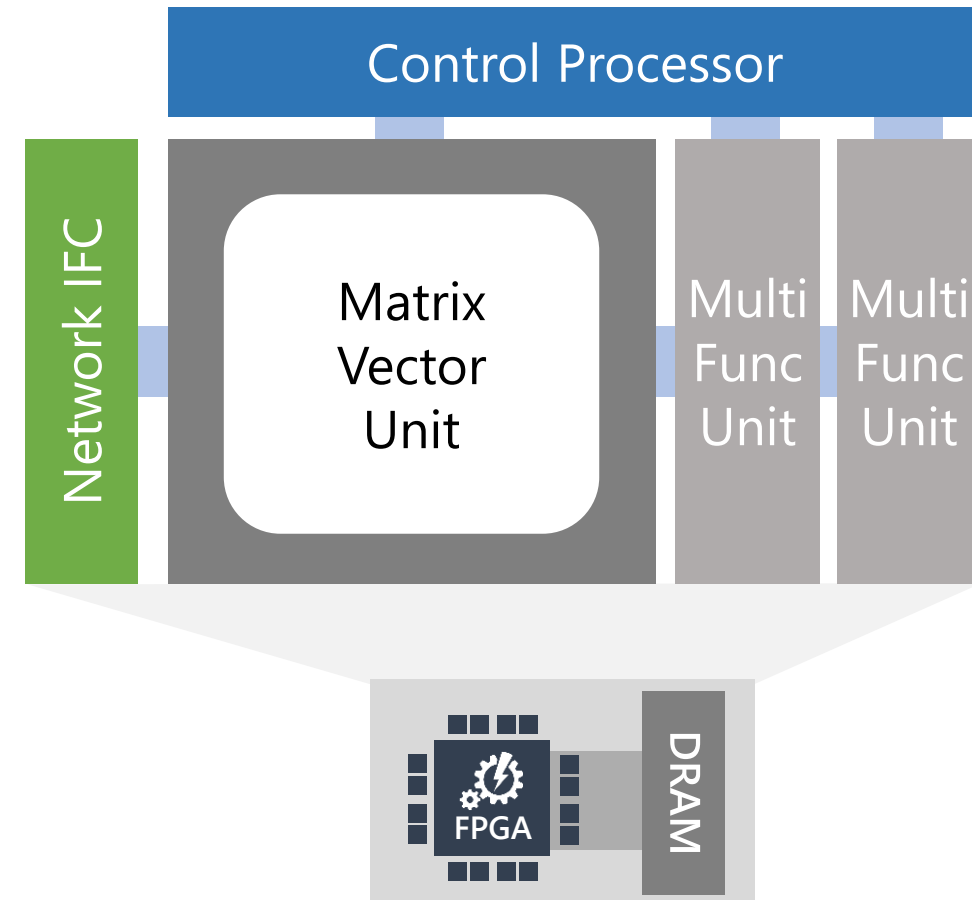 Control Processor
Network IFC
Matrix
Vector
Unit
Multi
Func
Unit
Multi
Func
Unit
FPGA
DRAM